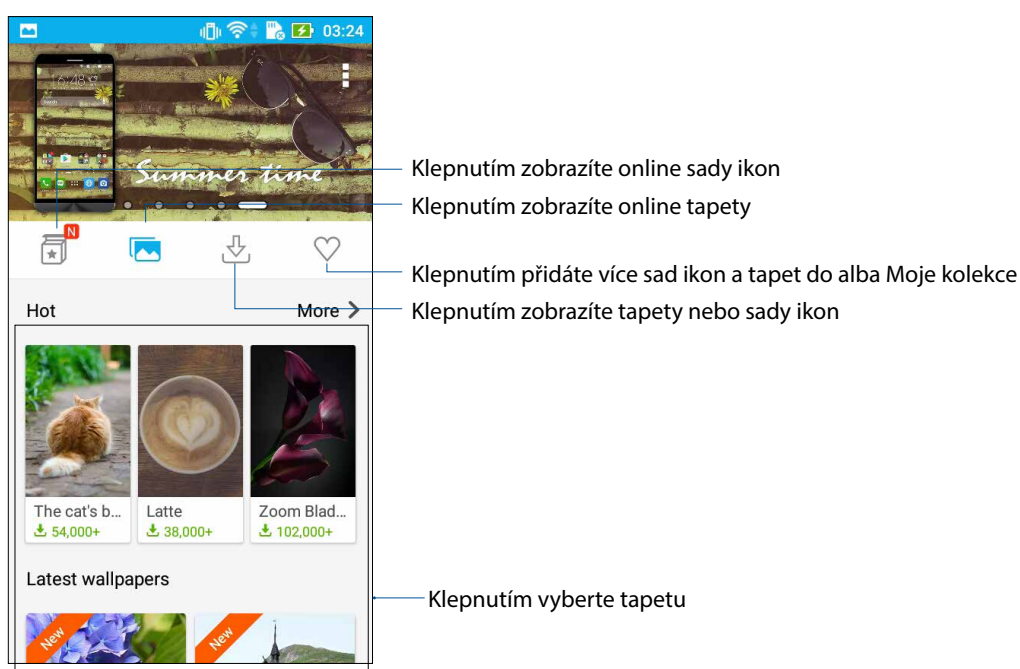 03:24
16:48
Summer time
Klepnutím zobrazíte online sady ikon
Klepnutím zobrazíte online tapety
N
Klepnutím přidáte více sad ikon a tapet do alba Moje kolekce
Hot
More
Klepnutím zobrazíte tapety nebo sady ikon
The cat's b...
Latte
Zoom Blad...
54,000+
38,000+
102,000+
Latest wallpapers
Klepnutím vyberte tapetu
New
New